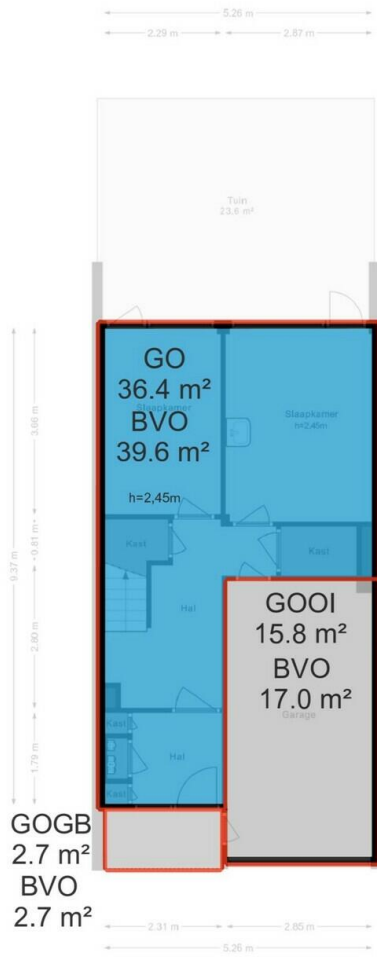 5.26 m
2.29 m
2.87 m
Tuin
23.6 m²
GO
36.4 m²
Slaapkamer
BVO
39.6 m²
h=2,45m
Slaapkamer
h=2,45m
3.66 m
9.37 m
0.61 m
2.80 m
1.79 m
Kast
Kast
Hal
GOOI
15.8 m²
BVO
17.0 m²
Garage
Kast
Hal
Kast
GOGB
2.7 m²
BVO
2.7 m²
2.31 m
2.85 m
5.26 m